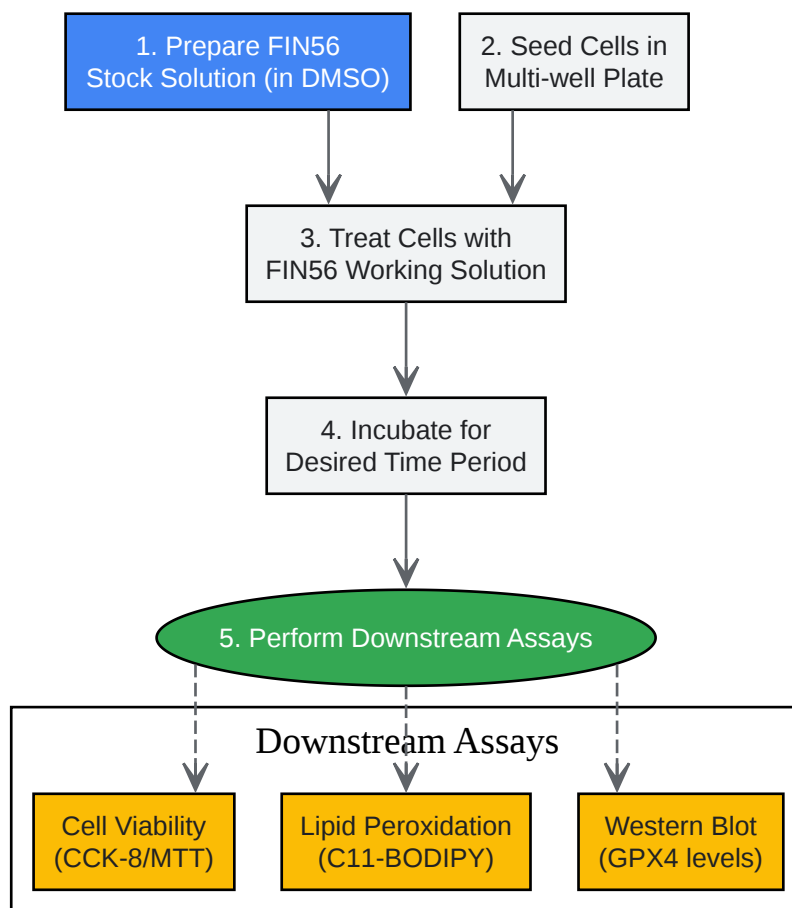 1. Prepare FIN56
Stock Solution (in DMSO)
2. Seed Cells in
Multi-well Plate
3. Treat Cells with
FIN56 Working Solution
4. Incubate for
Desired Time Period
5. Perform Downstream Assays
Downstream Assays
Cell Viability
(CCK-8/MTT)
Lipid Peroxidation
(C11-BODIPY)
Western Blot
(GPX4 levels)